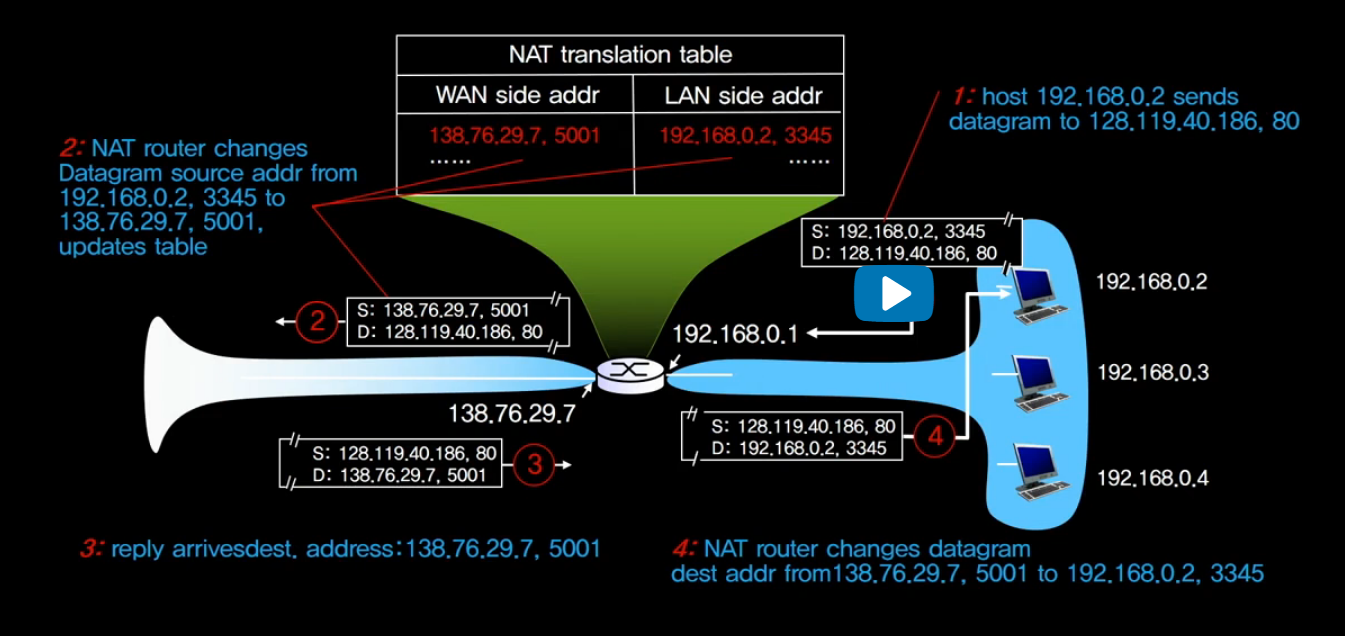 NAT translation table
WAN side addr
LAN side addr
138.76.29.7, 5001
192.168.0.2, 3345
......
......
1: host 192.168.0.2 sends
datagram to 128.119.40.186, 80
2: NAT router changes
Datagram source addr from
192.168.0.2, 3345 to
138.76.29.7, 5001,
updates table
S: 192.168.0.2, 3345
D: 128.119.40.186, 80
192.168.0.2
2
S: 138.76.29.7, 5001
D: 128.119.40.186, 80
192.168.0.1
192.168.0.3
138.76.29.7
S: 128.119.40.186, 80
D: 192.168.0.2, 3345
4
S: 128.119.40.186, 80
D: 138.76.29.7, 5001
3
192.168.0.4
3: reply arrivesdest. address:138.76.29.7, 5001
4: NAT router changes datagram
dest addr from138.76.29.7, 5001 to 192.168.0.2, 3345